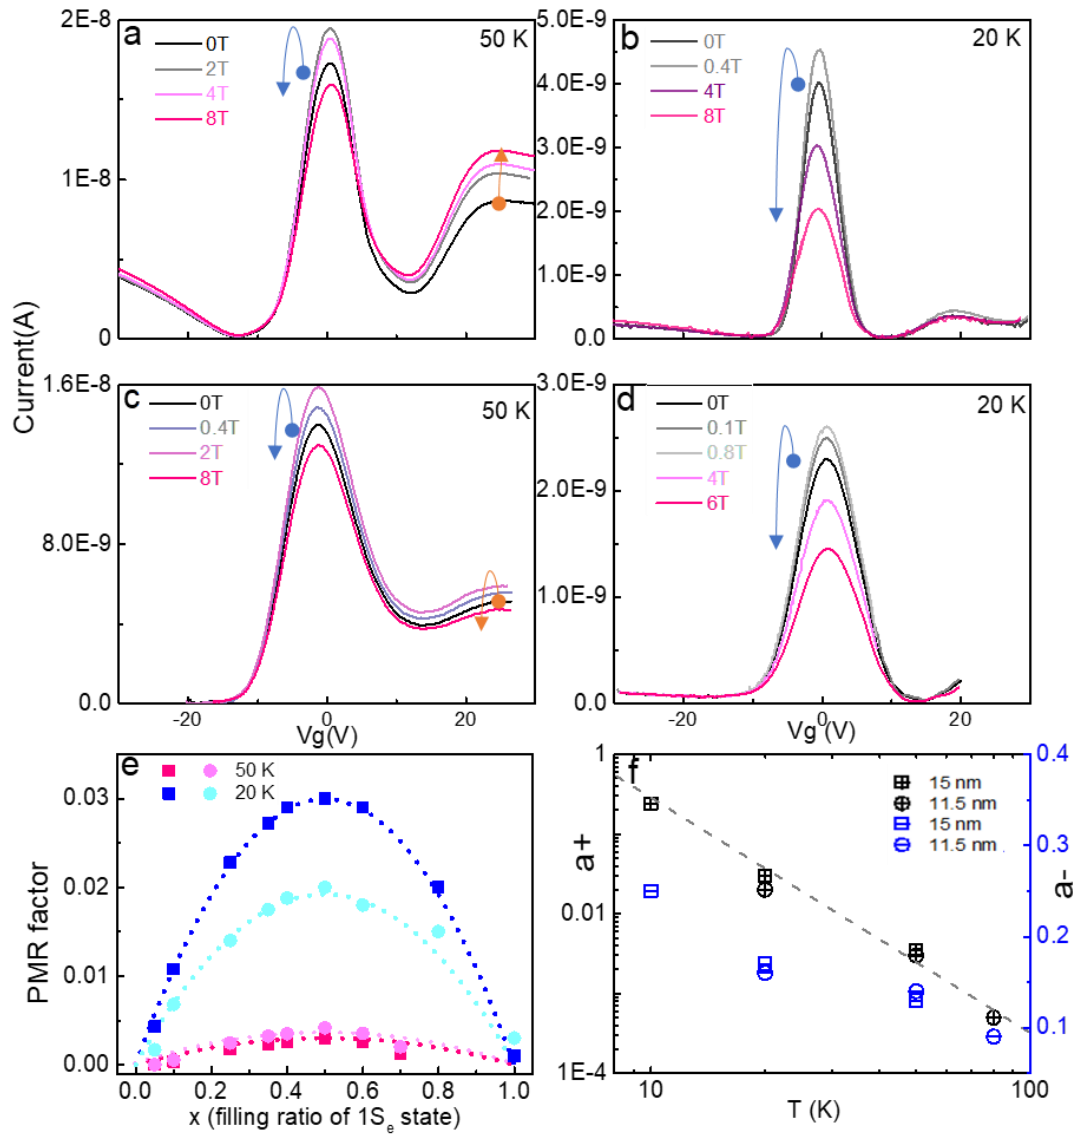 a
50 K
0T
2T
4T
8T
2E-8
1E-8
0
b
20 K
0T
0.4T
4T
8T
5.0E-9
4.0E-9
3.0E-9
2.0E-9
1.0E-9
0.0
Current(A)
c
50 K
0T
0.4T
2T
8T
1.6E-8
8.0E-9
0.0
-20
0
20
Vg(V)
d
20 K
0T
0.1T
0.8T
4T
6T
3.0E-9
2.0E-9
1.0E-9
0.0
-20
0
20
Vg(V)
e
50 K
20 K
0.03
0.02
0.01
0.00
PMR factor
0.0
0.2
0.4
0.6
0.8
1.0
x (filling ratio of 1Se state)
f
15 nm
11.5 nm
15 nm
11.5 nm
1
0.01
1E-4
a+
0.4
0.3
0.2
0.1
a-
10
100
T (K)